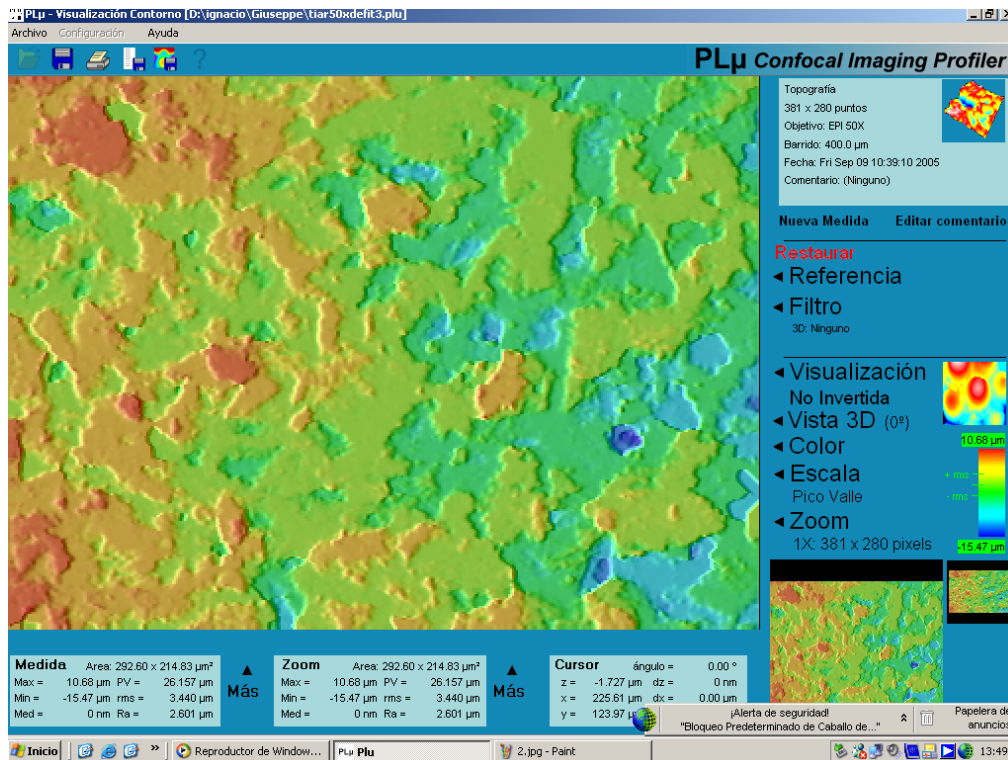 PLµ - Visualización Contorno [D:\ignacio\Giuseppe\tiar50xdefit3.plu]
Archivo Configuración Ayuda
PLµ Confocal Imaging Profiler
Topografía
381 x 280 puntos
Objetivo: EPI 50X
Barrido: 400.0 µm
Fecha: Fri Sep 09 10:39:10 2005
Comentario: (Ninguno)
Nueva Medida Editar comentario
Restaurar
Referencia
Filtro
3D: Ninguno
Visualización
No Invertida
Vista 3D (0º)
Color
10.68 µm
Escala
+ rms
Pico Valle
- rms
Zoom
1X: 381 x 280 pixels
-15.47 µm
Medida Area: 292.60 x 214.83 µm²
Max = 10.68 µm PV = 26.157 µm
Min = -15.47 µm rms = 3.440 µm
Med = 0 nm Ra = 2.601 µm
Más
Zoom Area: 292.60 x 214.83 µm²
Max = 10.68 µm PV = 26.157 µm
Min = -15.47 µm rms = 3.440 µm
Med = 0 nm Ra = 2.601 µm
Más
Cursor ángulo = 0.00 °
z = -1.727 µm dz = 0 nm
x = 225.61 µm dx = 0.00 µm
y = 123.97
¡Alerta de seguridad!
"Bloqueo Predeterminado de Caballo de..."
Papelera de
anuncios
Inicio
»
Reproductor de Window...
PLµ Plu
2.jpg - Paint
13:49